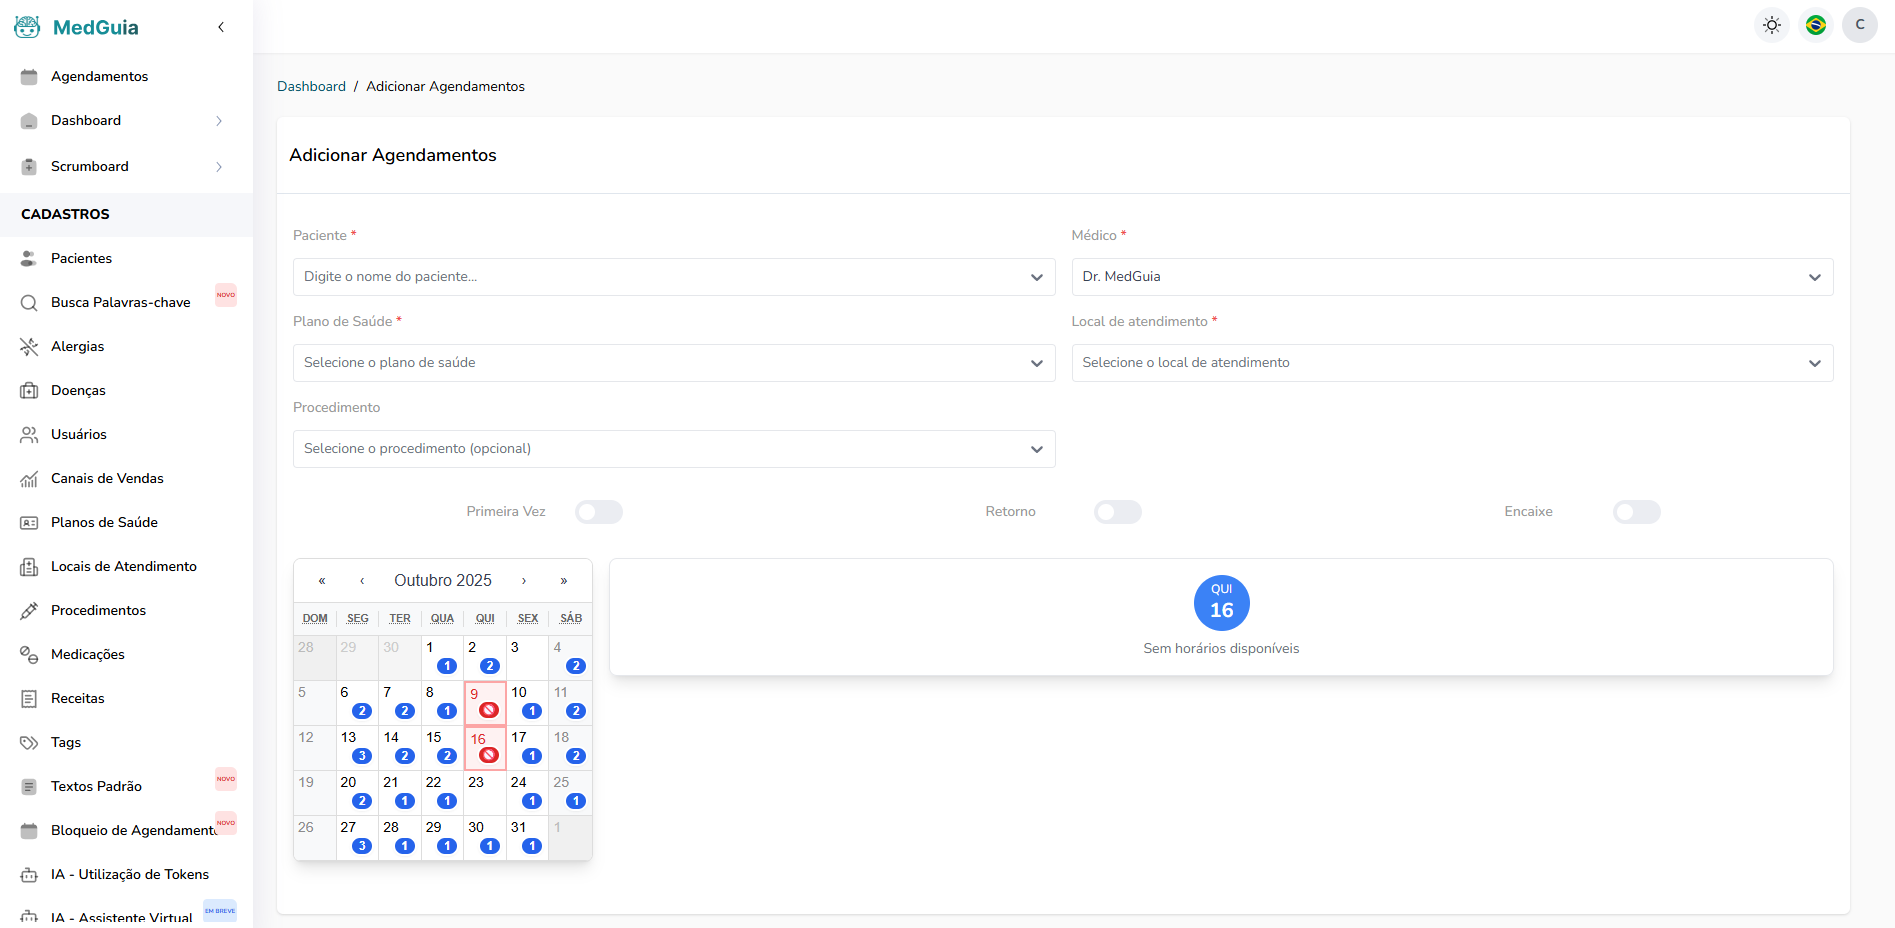 MedGuia
C
Agendamentos
Dashboard
Scrumboard
CADASTROS
Pacientes
Busca Palavras-chave NOVO
Alergias
Doenças
Usuários
Canais de Vendas
Planos de Saúde
Locais de Atendimento
Procedimentos
Medicações
Receitas
Tags
Textos Padrão NOVO
Bloqueio de Agendament NOVO
IA - Utilização de Tokens
IA - Assistente Virtual EM BREVE
Dashboard / Adicionar Agendamentos
Adicionar Agendamentos
Paciente *
Digite o nome do paciente...
Médico *
Dr. MedGuia
Plano de Saúde *
Selecione o plano de saúde
Local de atendimento *
Selecione o local de atendimento
Procedimento
Selecione o procedimento (opcional)
Primeira Vez
Retorno
Encaixe
« ‹ Outubro 2025 › »
DOM SEG TER QUA QUI SEX SÁB
28 29 30 1 2 3 4
1 2 2
5 6 7 8 9 10 11
2 2 1 1 2
12 13 14 15 16 17 18
3 2 2 1 2
19 20 21 22 23 24 25
2 1 1 1 1
26 27 28 29 30 31 1
3 1 1 1 1
QUI
16
Sem horários disponíveis